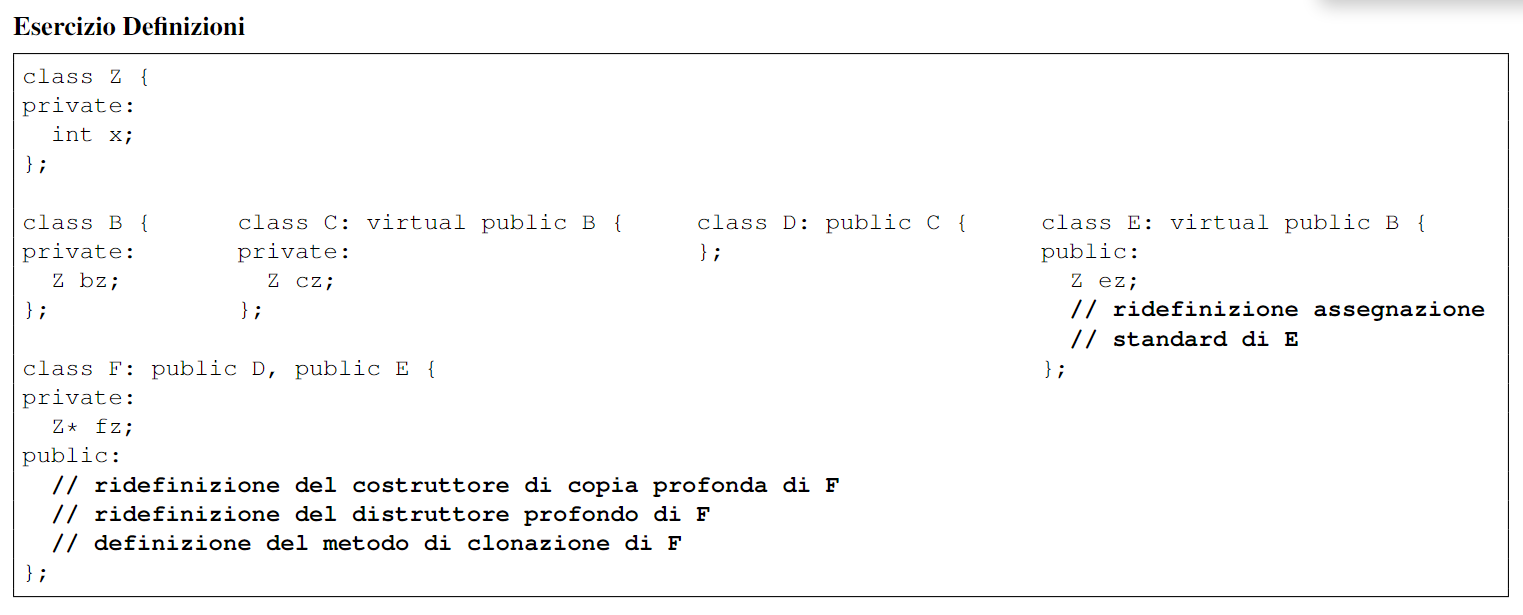 Esercizio Definizioni
class Z {
private:
  int x;
};
class B {
private:
  Z bz;
};
class C: virtual public B {
private:
  Z cz;
};
class D: public C {
};
class E: virtual public B {
public:
  Z ez;
  // ridefinizione assegnazione
  // standard di E
};
class F: public D, public E {
private:
  Z* fz;
public:
  // ridefinizione del costruttore di copia profonda di F
  // ridefinizione del distruttore profondo di F
  // definizione del metodo di clonazione di F
};